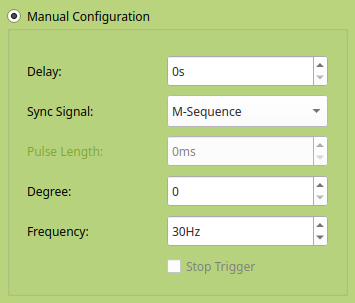 Manual Configuration
Delay: 0s
Sync Signal: M-Sequence
Pulse Length: 0ms
Degree: 0
Frequency: 30Hz
Stop Trigger